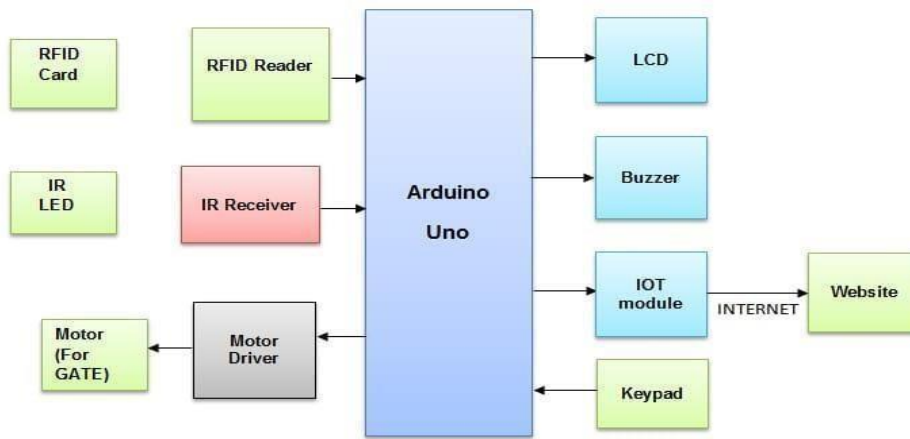 RFID
Card
RFID Reader
LCD
IR
LED
IR Receiver
Arduino
Uno
Buzzer
IOT
module
INTERNET
Website
Motor
(For
GATE)
Motor
Driver
Keypad